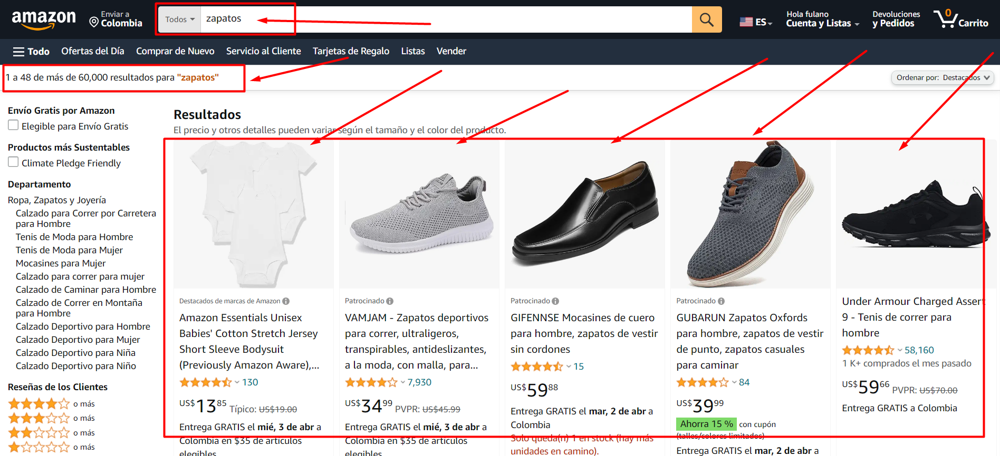 amazon
Enviar a
Colombia
Todos
zapatos
ES
Hola fulano
Cuenta y Listas
Devoluciones
y Pedidos
0
Carrito
Todo
Ofertas del Día
Comprar de Nuevo
Servicio al Cliente
Tarjetas de Regalo
Listas
Vender
1 a 48 de más de 60,000 resultados para "zapatos"
Ordenar por: Destacados
Envío Gratis por Amazon
Elegible para Envío Gratis
Productos más Sustentables
Climate Pledge Friendly
Departamento
Ropa, Zapatos y Joyería
Calzado para Correr por Carretera
para Hombre
Tenis de Moda para Hombre
Tenis de Moda para Mujer
Mocasines para Mujer
Calzado para correr para mujer
Calzado de Caminar para Hombre
Calzado de Correr en Montaña
para Hombre
Calzado Deportivo para Hombre
Calzado Deportivo para Mujer
Calzado Deportivo para Niña
Calzado Deportivo para Niño
Reseñas de los Clientes
o más
o más
o más
o más
Resultados
El precio y otros detalles pueden variar según el tamaño y el color del producto.
Destacados de marcas de Amazon
Amazon Essentials Unisex
Babies' Cotton Stretch Jersey
Short Sleeve Bodysuit
(Previously Amazon Aware),...
130
US$13 85 Típico: US$19.00
Entrega GRATIS el mié, 3 de abr a
Colombia en $35 de artículos
elegibles
Patrocinado
VAMJAM - Zapatos deportivos
para correr, ultraligeros,
transpirables, antideslizantes,
a la moda, con malla, para...
7,930
US$34 99 PVPR: US$45.99
Entrega GRATIS el mié, 3 de abr a
Colombia en $35 de artículos
elegibles
Patrocinado
GIFENNSE Mocasines de cuero
para hombre, zapatos de vestir
sin cordones
15
US$59 88
Entrega GRATIS el mar, 2 de abr a
Colombia
Solo queda(n) 1 en stock (hay más
unidades en camino).
Patrocinado
GUBARUN Zapatos Oxfords
para hombre, zapatos de vestir
de punto, zapatos casuales
para caminar
84
US$39 99
Ahorra 15 % con cupón
(tallas/colores limitados)
Entrega GRATIS el mar, 2 de abr a
Under Armour Charged Assert
9 - Tenis de correr para
hombre
58,160
1 K+ comprados el mes pasado
US$59 66 PVPR: US$70.00
Entrega GRATIS a Colombia